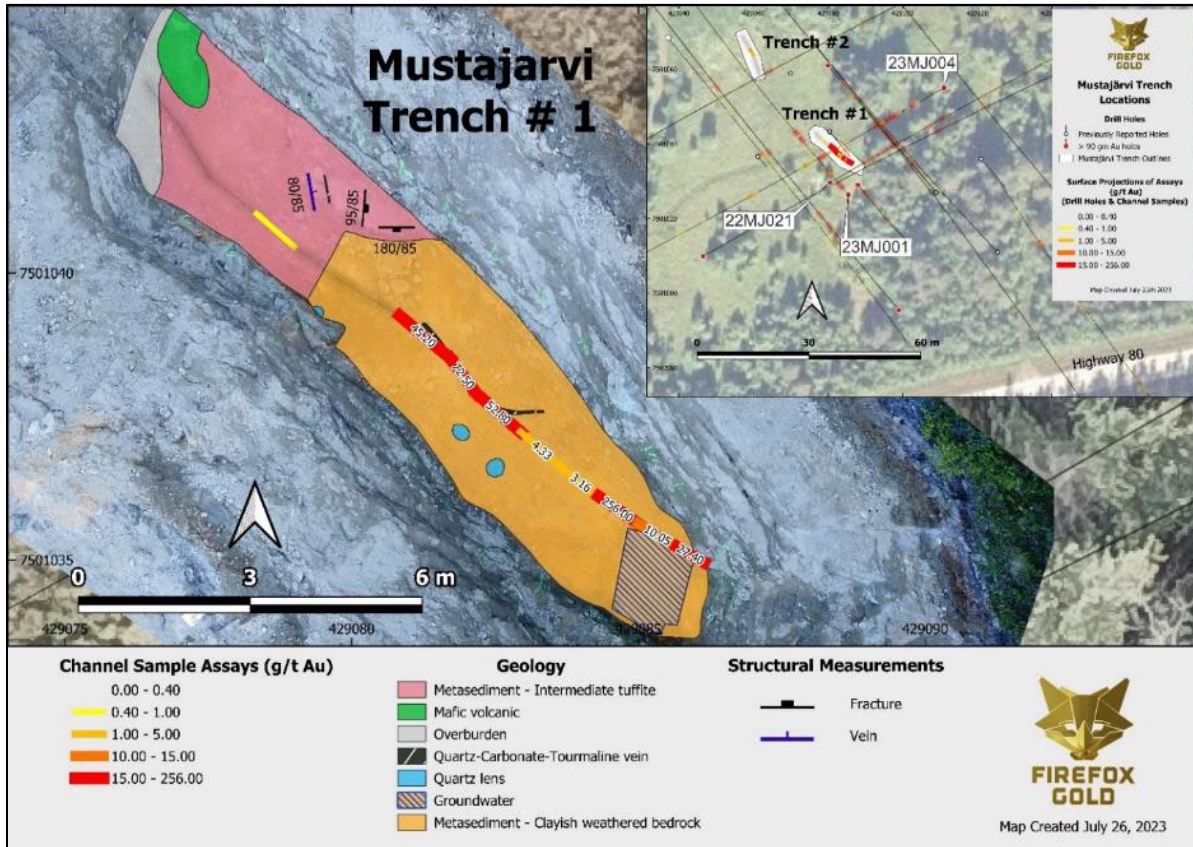 Mustajarvi
Trench # 1
80/85
95/85
180/85
7501040
7501035
45.20
22.50
52.80
4.33
3.16
256.00
10.05
27.40
0 3 6 m
429075 429080 429085 429090
Trench #2
Trench #1
23MJ004
22MJ021
23MJ001
0 30 60 m
Highway 80
FIREFOX
GOLD
Mustajärvi Trench
Locations
Drill Holes
Previously Reported Holes
> 90 gm Au holes
Mustajärvi Trench Outlines
Surface Projections of Assays
(g/t Au)
(Drill Holes & Channel Samples)
0.00 - 0.40
0.40 - 1.00
1.00 - 5.00
10.00 - 15.00
15.00 - 256.00
Channel Sample Assays (g/t Au)
0.00 - 0.40
0.40 - 1.00
1.00 - 5.00
10.00 - 15.00
15.00 - 256.00
Geology
Metasediment - Intermediate tuffite
Mafic volcanic
Overburden
Quartz-Carbonate-Tourmaline vein
Quartz lens
Groundwater
Metasediment - Clayish weathered bedrock
Structural Measurements
Fracture
Vein
FIREFOX
GOLD
Map Created July 26, 2023